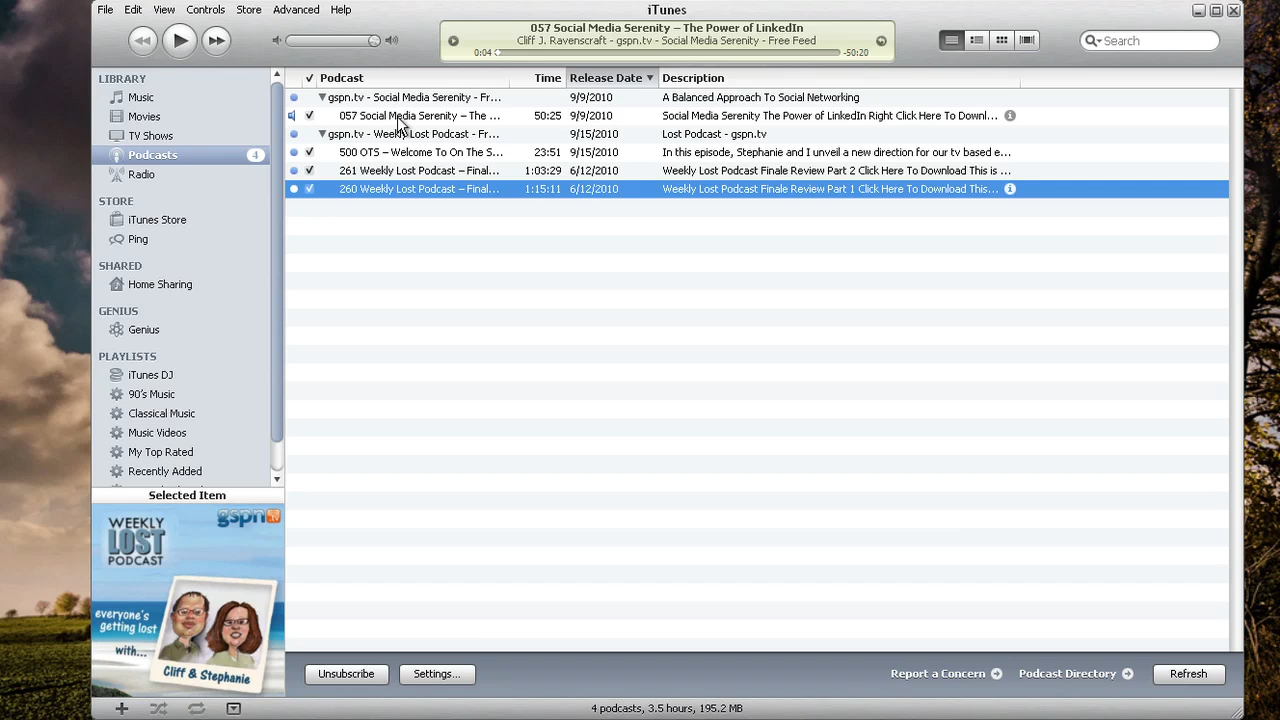 File Edit View Controls Store Advanced Help
iTunes
057 Social Media Serenity – The Power of LinkedIn
Cliff J. Ravenscraft - gspn.tv - Social Media Serenity - Free Feed
0:04 -50:20
Search
LIBRARY
Music
Movies
TV Shows
Podcasts 4
Radio
STORE
iTunes Store
Ping
SHARED
Home Sharing
GENIUS
Genius
PLAYLISTS
iTunes DJ
90's Music
Classical Music
Music Videos
My Top Rated
Recently Added
Selected Item
WEEKLY
LOST
PODCAST
gspn.tv
everyone's
getting lost
with...
Cliff & Stephanie
Podcast Time Release Date Description
gspn.tv - Social Media Serenity - Fr... 9/9/2010 A Balanced Approach To Social Networking
057 Social Media Serenity – The ... 50:25 9/9/2010 Social Media Serenity The Power of LinkedIn Right Click Here To Downl...
gspn.tv - Weekly Lost Podcast - Fr... 9/15/2010 Lost Podcast - gspn.tv
500 OTS – Welcome To On The S... 23:51 9/15/2010 In this episode, Stephanie and I unveil a new direction for our tv based e...
261 Weekly Lost Podcast – Final... 1:03:29 6/12/2010 Weekly Lost Podcast Finale Review Part 2 Click Here To Download This is ...
260 Weekly Lost Podcast – Final... 1:15:11 6/12/2010 Weekly Lost Podcast Finale Review Part 1 Click Here To Download This...
Unsubscribe Settings... Report a Concern Podcast Directory Refresh
4 podcasts, 3.5 hours, 195.2 MB